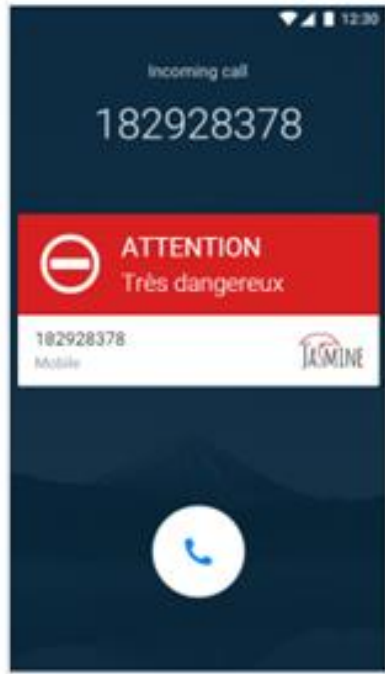 12:30
Incoming call
182928378
ATTENTION
Très dangereux
182928378
Mobile
JASMINE